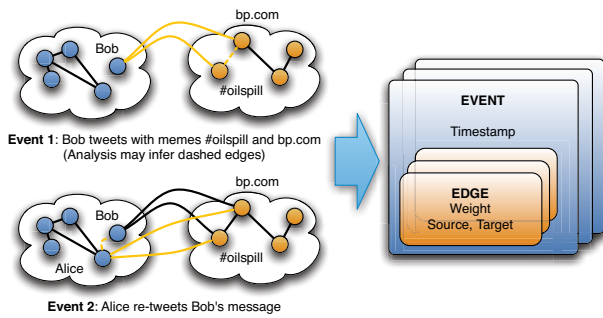 bp.com
Bob
#oilspill
Event 1: Bob tweets with memes #oilspill and bp.com
(Analysis may infer dashed edges)
bp.com
Bob
#oilspill
Alice
Event 2: Alice re-tweets Bob's message
EVENT
Timestamp
EDGE
Weight
Source, Target